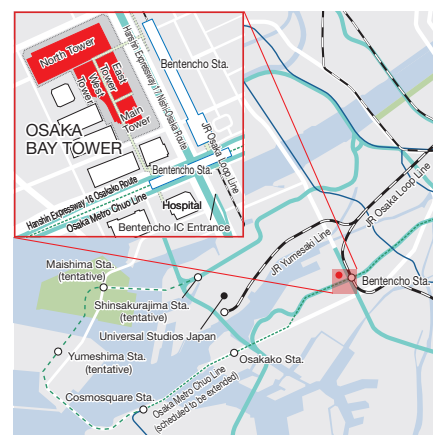 North Tower
East
Tower
West
Tower
Main
Tower
OSAKA
BAY TOWER
Hanshin Expressway 17 Nishi-Osaka Route
Bentencho Sta.
JR Osaka Loop Line
Bentencho Sta.
Hanshin Expressway 16 Osakako Route
Osaka Metro Chuo Line
Hospital
Bentencho IC Entrance
JR Osaka Loop Line
JR Yumesaki Line
Maishima Sta.
(tentative)
Bentencho Sta.
Shinsakurajima Sta.
(tentative)
Universal Studios Japan
Yumeshima Sta.
(tentative)
Osakako Sta.
Cosmosquare Sta.
Osaka Metro Chuo Line
(scheduled to be extended)